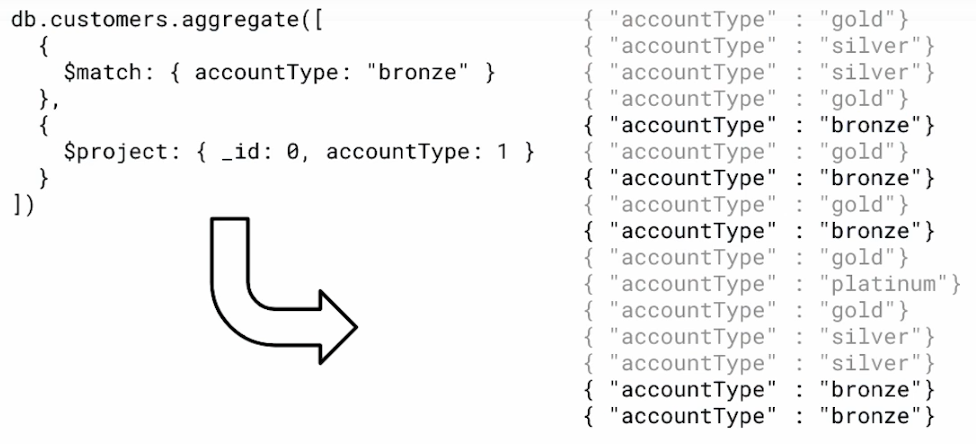 db.customers.aggregate([
  {
    $match: { accountType: "bronze" }
  },
  {
    $project: { _id: 0, accountType: 1 }
  }
])
{ "accountType" : "gold"}
{ "accountType" : "silver"}
{ "accountType" : "silver"}
{ "accountType" : "gold"}
{ "accountType" : "bronze"}
{ "accountType" : "gold"}
{ "accountType" : "bronze"}
{ "accountType" : "gold"}
{ "accountType" : "bronze"}
{ "accountType" : "gold"}
{ "accountType" : "platinum"}
{ "accountType" : "gold"}
{ "accountType" : "silver"}
{ "accountType" : "silver"}
{ "accountType" : "bronze"}
{ "accountType" : "bronze"}